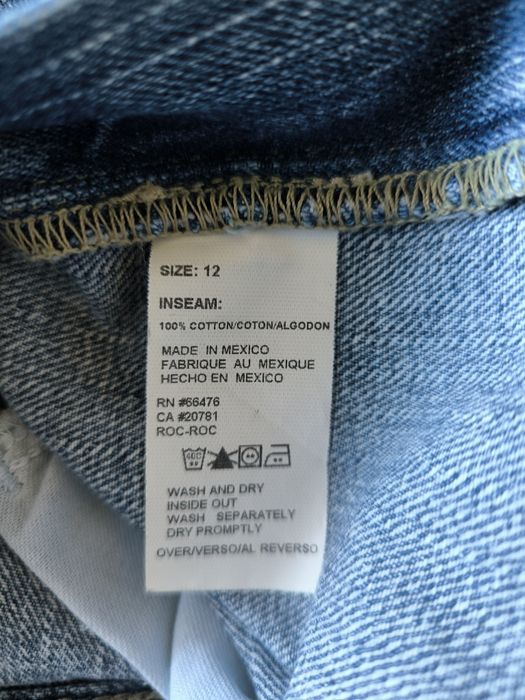 SIZE: 12
INSEAM:
100% COTTON/COTON/ALGODON
MADE IN MEXICO
FABRIQUE AU MEXIQUE
HECHO EN MEXICO
RN #66476
CA #20781
ROC-ROC
40C
WASH AND DRY
INSIDE OUT
WASH SEPARATELY
DRY PROMPTLY
OVER/VERSO/AL REVERSO